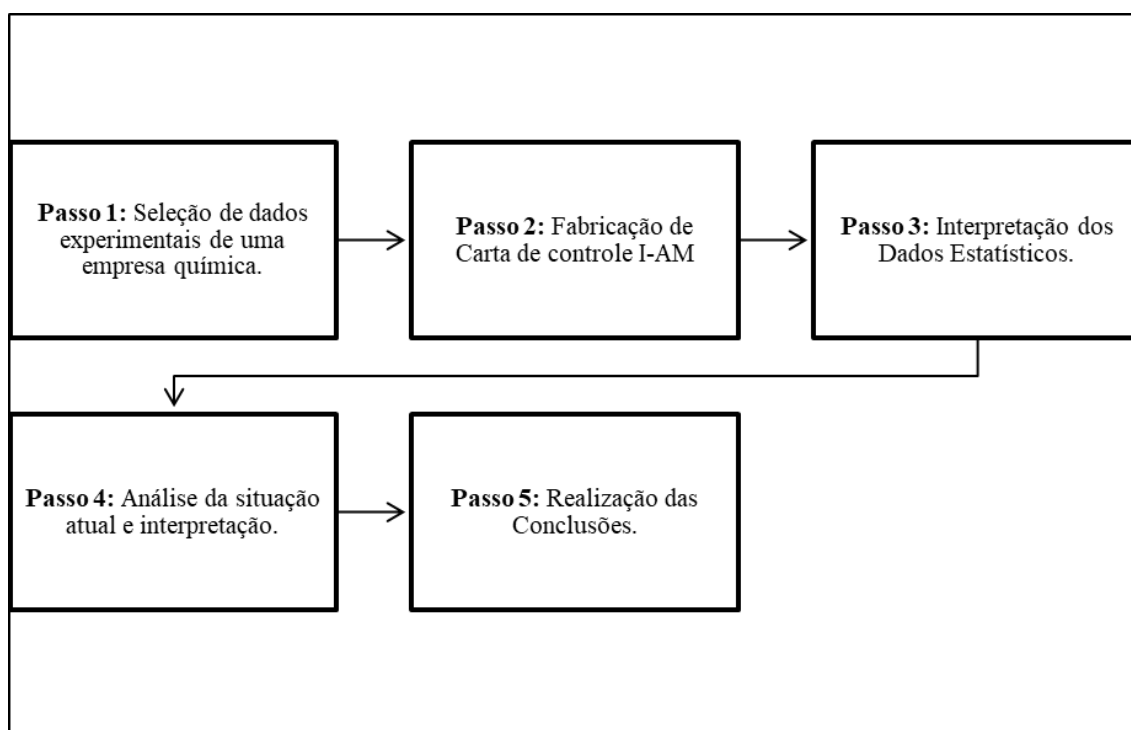 Passo 1: Seleção de dados
experimentais de uma
empresa química.
Passo 2: Fabricação de
Carta de controle I-AM
Passo 3: Interpretação dos
Dados Estatísticos.
Passo 4: Análise da situação
atual e interpretação.
Passo 5: Realização das
Conclusões.